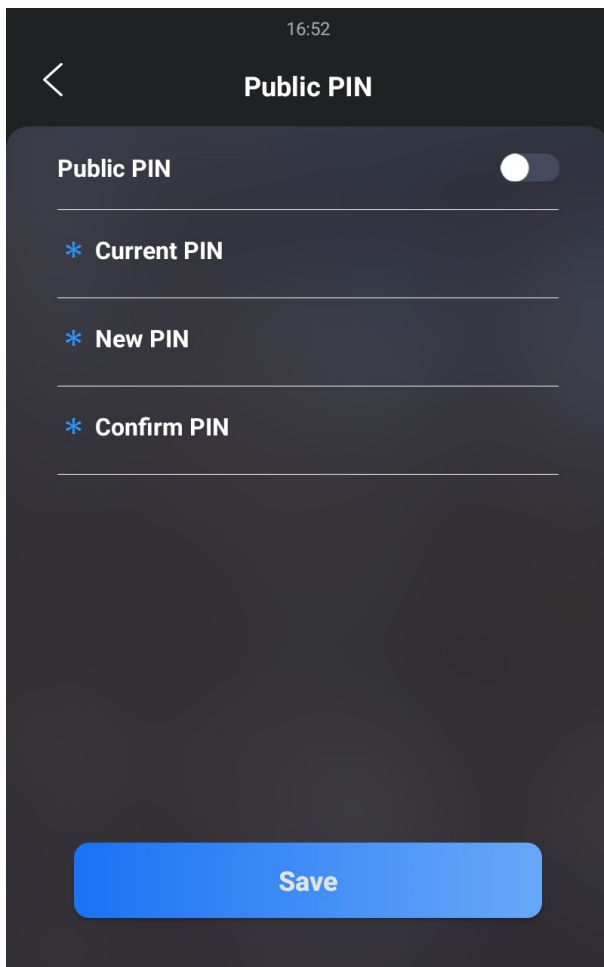 16:52
Public PIN
Public PIN
* Current PIN
* New PIN
* Confirm PIN
Save